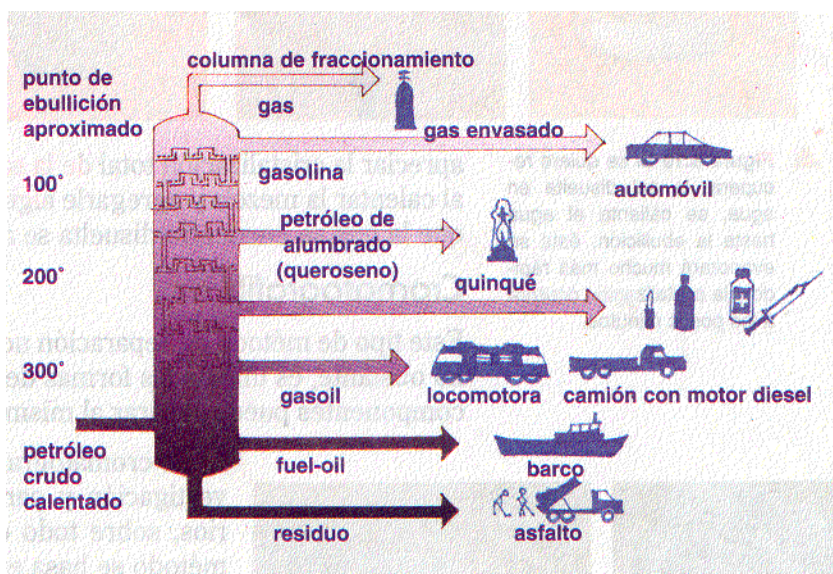 columna de fraccionamiento
punto de
ebullición
aproximado
gas
gas envasado
100°
gasolina
automóvil
petróleo de
alumbrado
(queroseno)
200°
quinqué
300°
gasoil
locomotora
camión con motor diesel
petróleo
crudo
calentado
fuel-oil
barco
residuo
asfalto